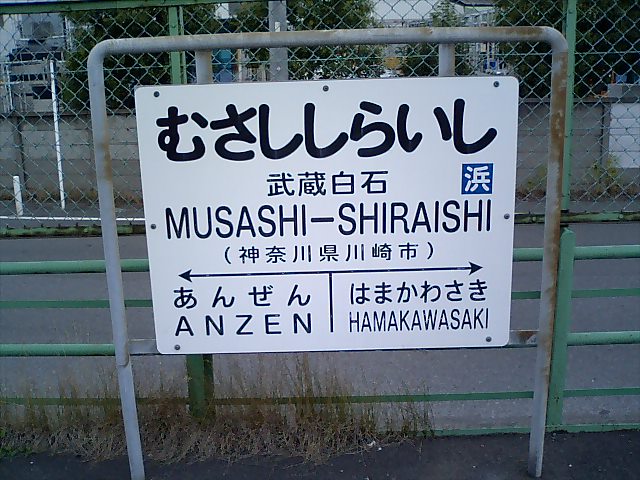 むさししらいし
武蔵白石 浜
MUSASHI−SHIRAISHI
（神奈川県川崎市）
あんぜん はまかわさき
ANZEN HAMAKAWASAKI